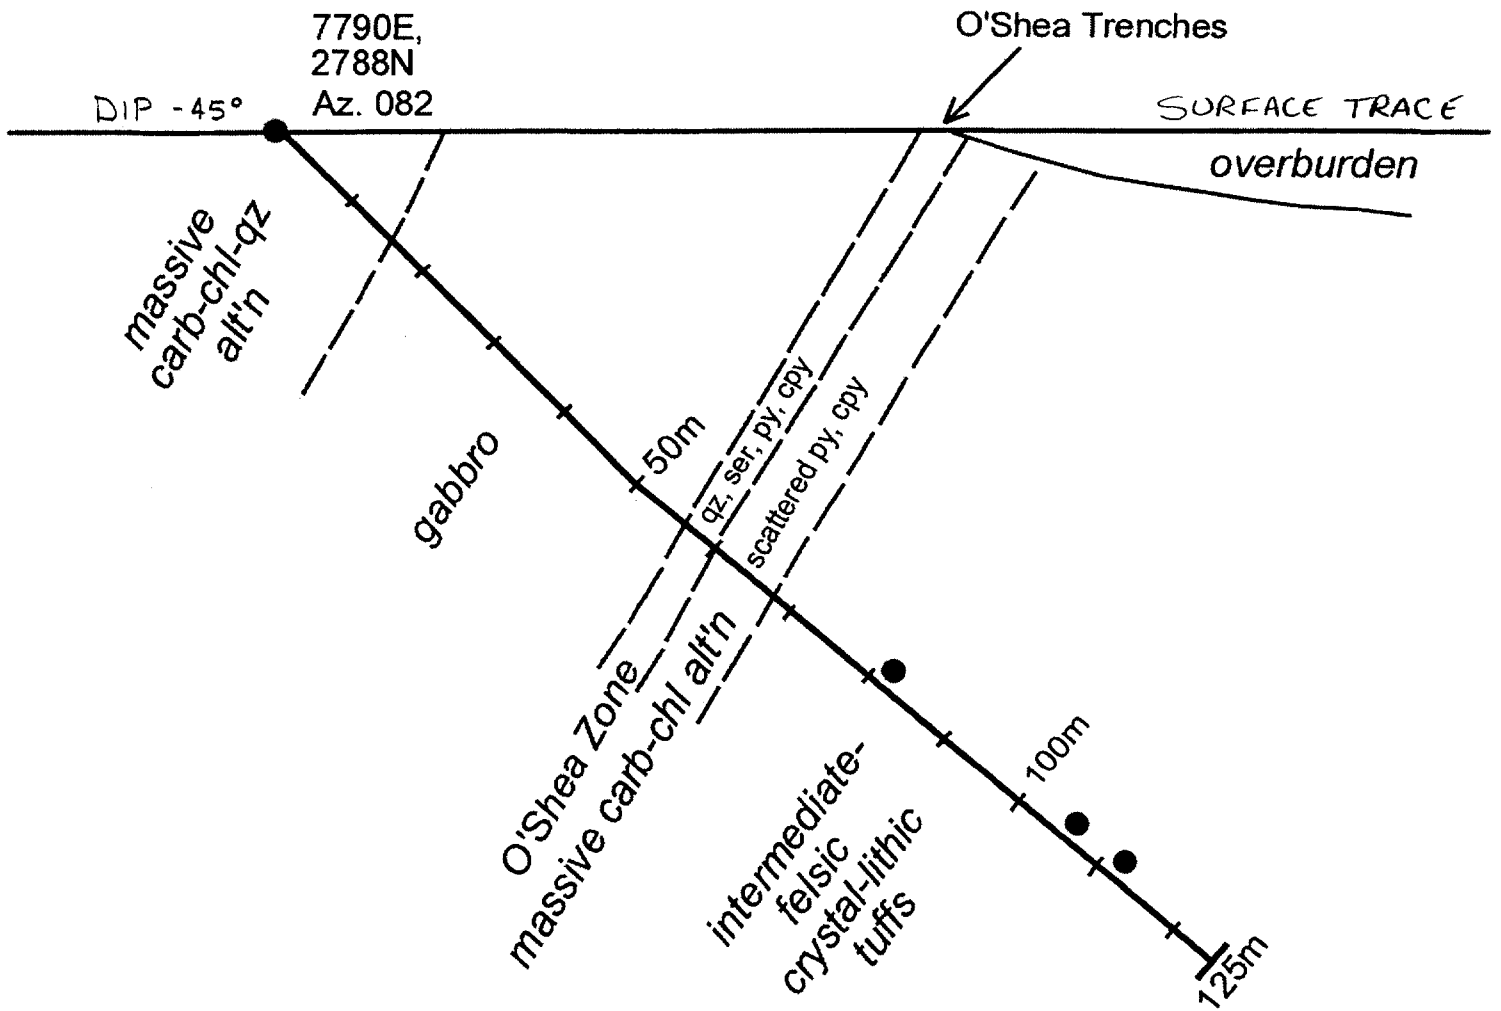 7790E,
2788N
Az. 082
O'Shea Trenches
DIP -45°
SURFACE TRACE
overburden
massive
carb-chl-qz
alt'n
gabbro
50m
qz, ser, py, cpy
scattered py, cpy
O'Shea Zone
massive carb-chl alt'n
intermediate-
felsic
crystal-lithic
tuffs
100m
125m